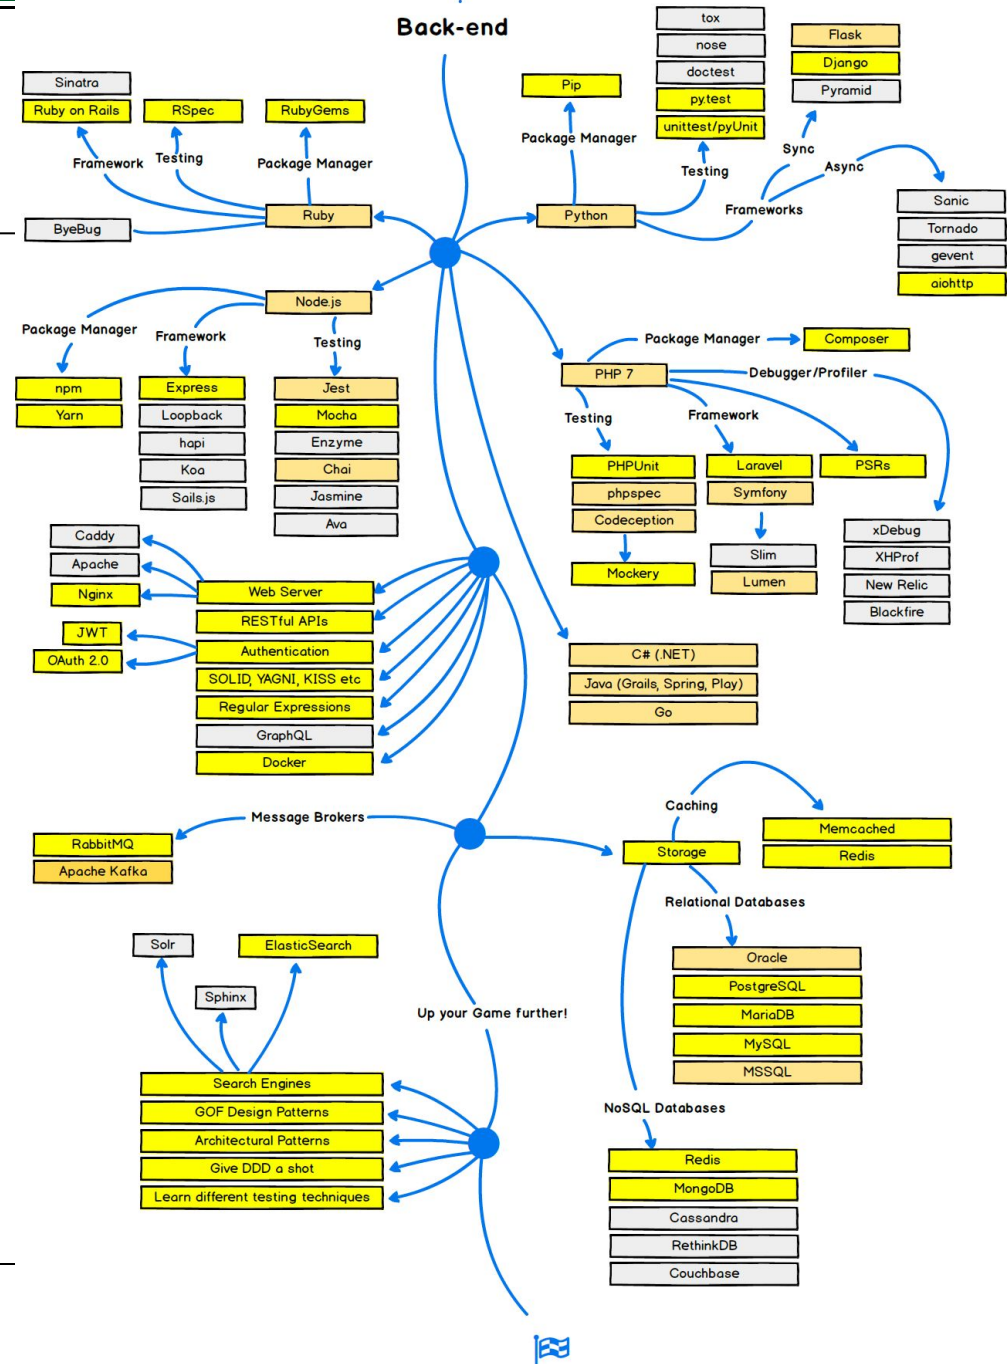 Back-end
Sinatra
Ruby on Rails
RSpec
RubyGems
Framework
Testing
Package Manager
Ruby
ByeBug
Pip
Package Manager
Python
tox
nose
doctest
py.test
unittest/pyUnit
Testing
Flask
Django
Pyramid
Sync
Async
Frameworks
Sanic
Tornado
gevent
aiohttp
Node.js
Package Manager
Framework
Testing
npm
Yarn
Express
Loopback
hapi
Koa
Sails.js
Jest
Mocha
Enzyme
Chai
Jasmine
Ava
PHP 7
Package Manager
Composer
Debugger/Profiler
Testing
Framework
PHPUnit
phpspec
Codeception
Mockery
Laravel
Symfony
Slim
Lumen
PSRs
xDebug
XHProf
New Relic
Blackfire
Caddy
Apache
Nginx
JWT
OAuth 2.0
Web Server
RESTful APIs
Authentication
SOLID, YAGNI, KISS etc
Regular Expressions
GraphQL
Docker
C# (.NET)
Java (Grails, Spring, Play)
Go
Message Brokers
RabbitMQ
Apache Kafka
Storage
Caching
Memcached
Redis
Relational Databases
Oracle
PostgreSQL
MariaDB
MySQL
MSSQL
NoSQL Databases
Redis
MongoDB
Cassandra
RethinkDB
Couchbase
Up your Game further!
Solr
Sphinx
ElasticSearch
Search Engines
GOF Design Patterns
Architectural Patterns
Give DDD a shot
Learn different testing techniques